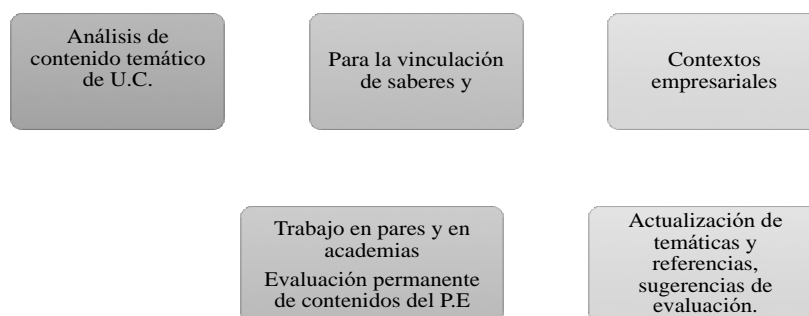 Análisis de
contenido temático
de U.C.
Para la vinculación
de saberes y
Contextos
empresariales
Trabajo en pares y en
academias
Evaluación permanente
de contenidos del P.E
Actualización de
temáticas y
referencias,
sugerencias de
evaluación.